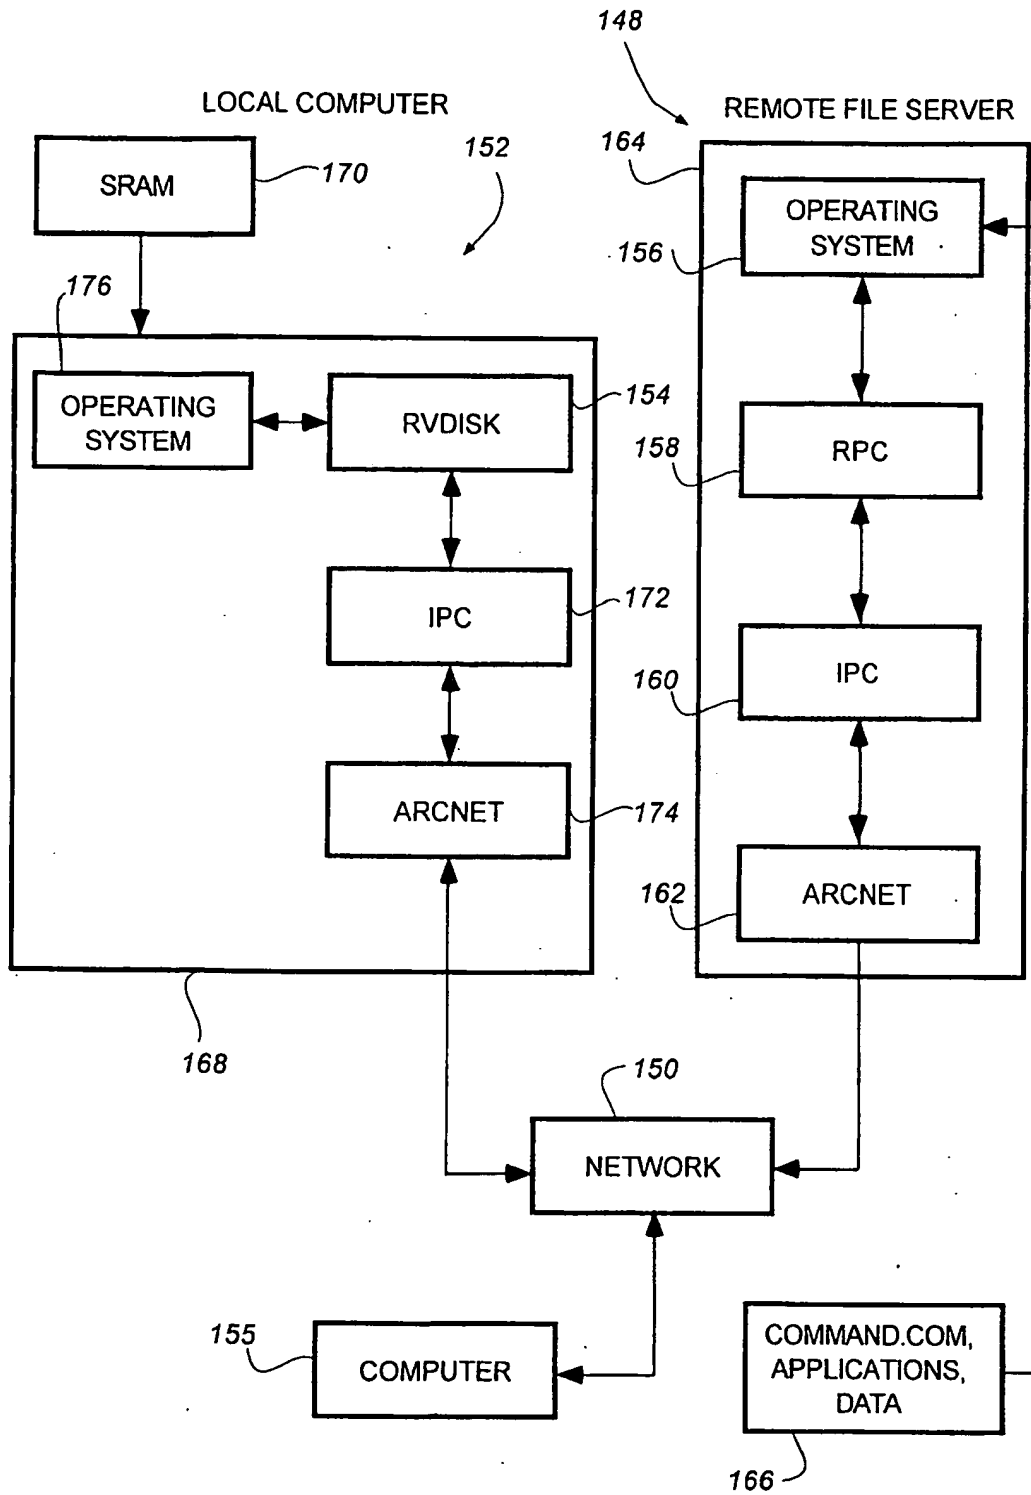 148
LOCAL COMPUTER
REMOTE FILE SERVER
152
164
SRAM
170
OPERATING
SYSTEM
156
176
OPERATING
SYSTEM
RVDISK
154
RPC
158
IPC
172
IPC
160
ARCNET
174
ARCNET
162
168
150
NETWORK
155
COMPUTER
COMMAND.COM,
APPLICATIONS,
DATA
166